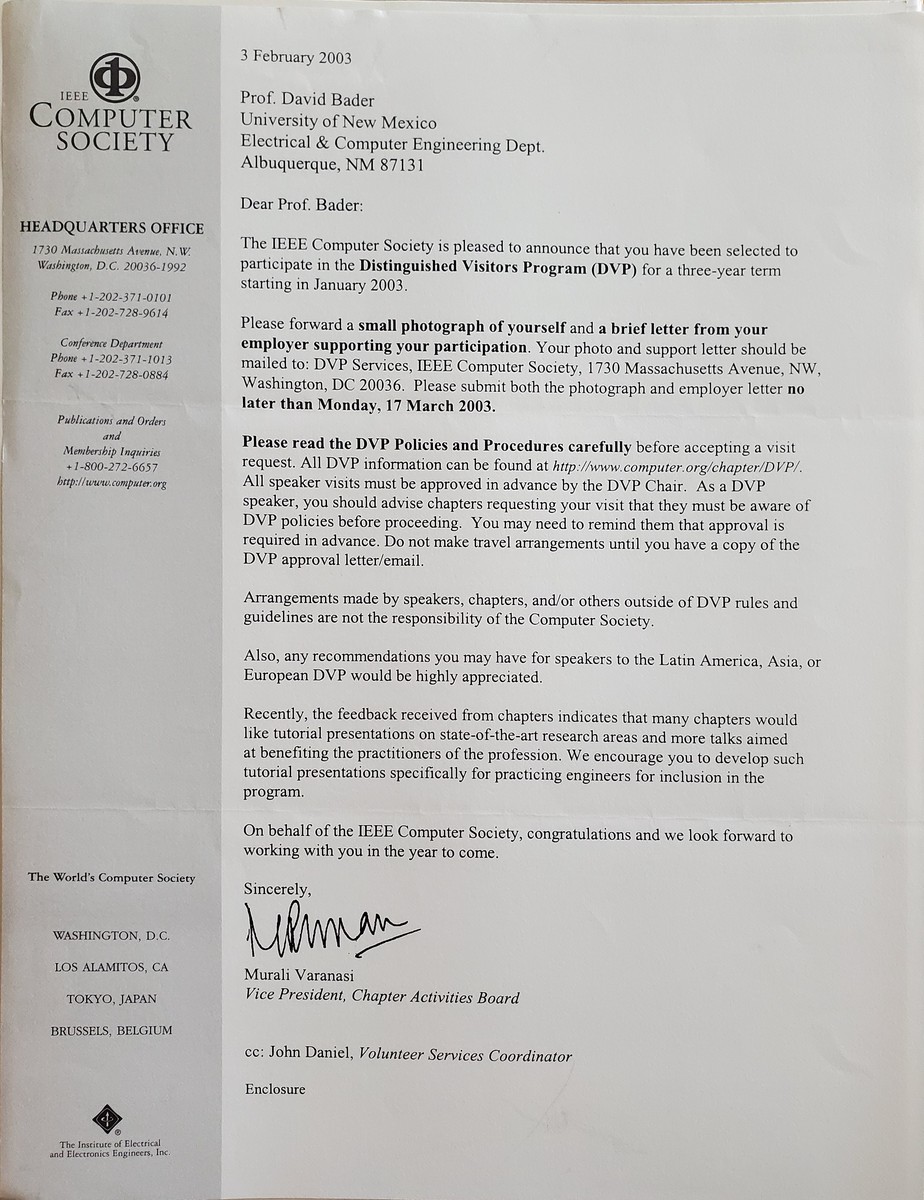 IEEE
COMPUTER
SOCIETY
HEADQUARTERS OFFICE
1730 Massachusetts Avenue, N.W.
Washington, D.C. 20036-1992
Phone +1-202-371-0101
Fax +1-202-728-9614
Conference Department
Phone +1-202-371-1013
Fax +1-202-728-0884
Publications and Orders
and
Membership Inquiries
+1-800-272-6657
http://www.computer.org
The World's Computer Society
WASHINGTON, D.C.
LOS ALAMITOS, CA
TOKYO, JAPAN
BRUSSELS, BELGIUM
The Institute of Electrical
and Electronics Engineers, Inc.
3 February 2003
Prof. David Bader
University of New Mexico
Electrical & Computer Engineering Dept.
Albuquerque, NM 87131
Dear Prof. Bader:
The IEEE Computer Society is pleased to announce that you have been selected to
participate in the Distinguished Visitors Program (DVP) for a three-year term
starting in January 2003.
Please forward a small photograph of yourself and a brief letter from your
employer supporting your participation. Your photo and support letter should be
mailed to: DVP Services, IEEE Computer Society, 1730 Massachusetts Avenue, NW,
Washington, DC 20036. Please submit both the photograph and employer letter no
later than Monday, 17 March 2003.
Please read the DVP Policies and Procedures carefully before accepting a visit
request. All DVP information can be found at http://www.computer.org/chapter/DVP/.
All speaker visits must be approved in advance by the DVP Chair. As a DVP
speaker, you should advise chapters requesting your visit that they must be aware of
DVP policies before proceeding. You may need to remind them that approval is
required in advance. Do not make travel arrangements until you have a copy of the
DVP approval letter/email.
Arrangements made by speakers, chapters, and/or others outside of DVP rules and
guidelines are not the responsibility of the Computer Society.
Also, any recommendations you may have for speakers to the Latin America, Asia, or
European DVP would be highly appreciated.
Recently, the feedback received from chapters indicates that many chapters would
like tutorial presentations on state-of-the-art research areas and more talks aimed
at benefiting the practitioners of the profession. We encourage you to develop such
tutorial presentations specifically for practicing engineers for inclusion in the
program.
On behalf of the IEEE Computer Society, congratulations and we look forward to
working with you in the year to come.
Sincerely,
Murali Varanasi
Vice President, Chapter Activities Board
cc: John Daniel, Volunteer Services Coordinator
Enclosure